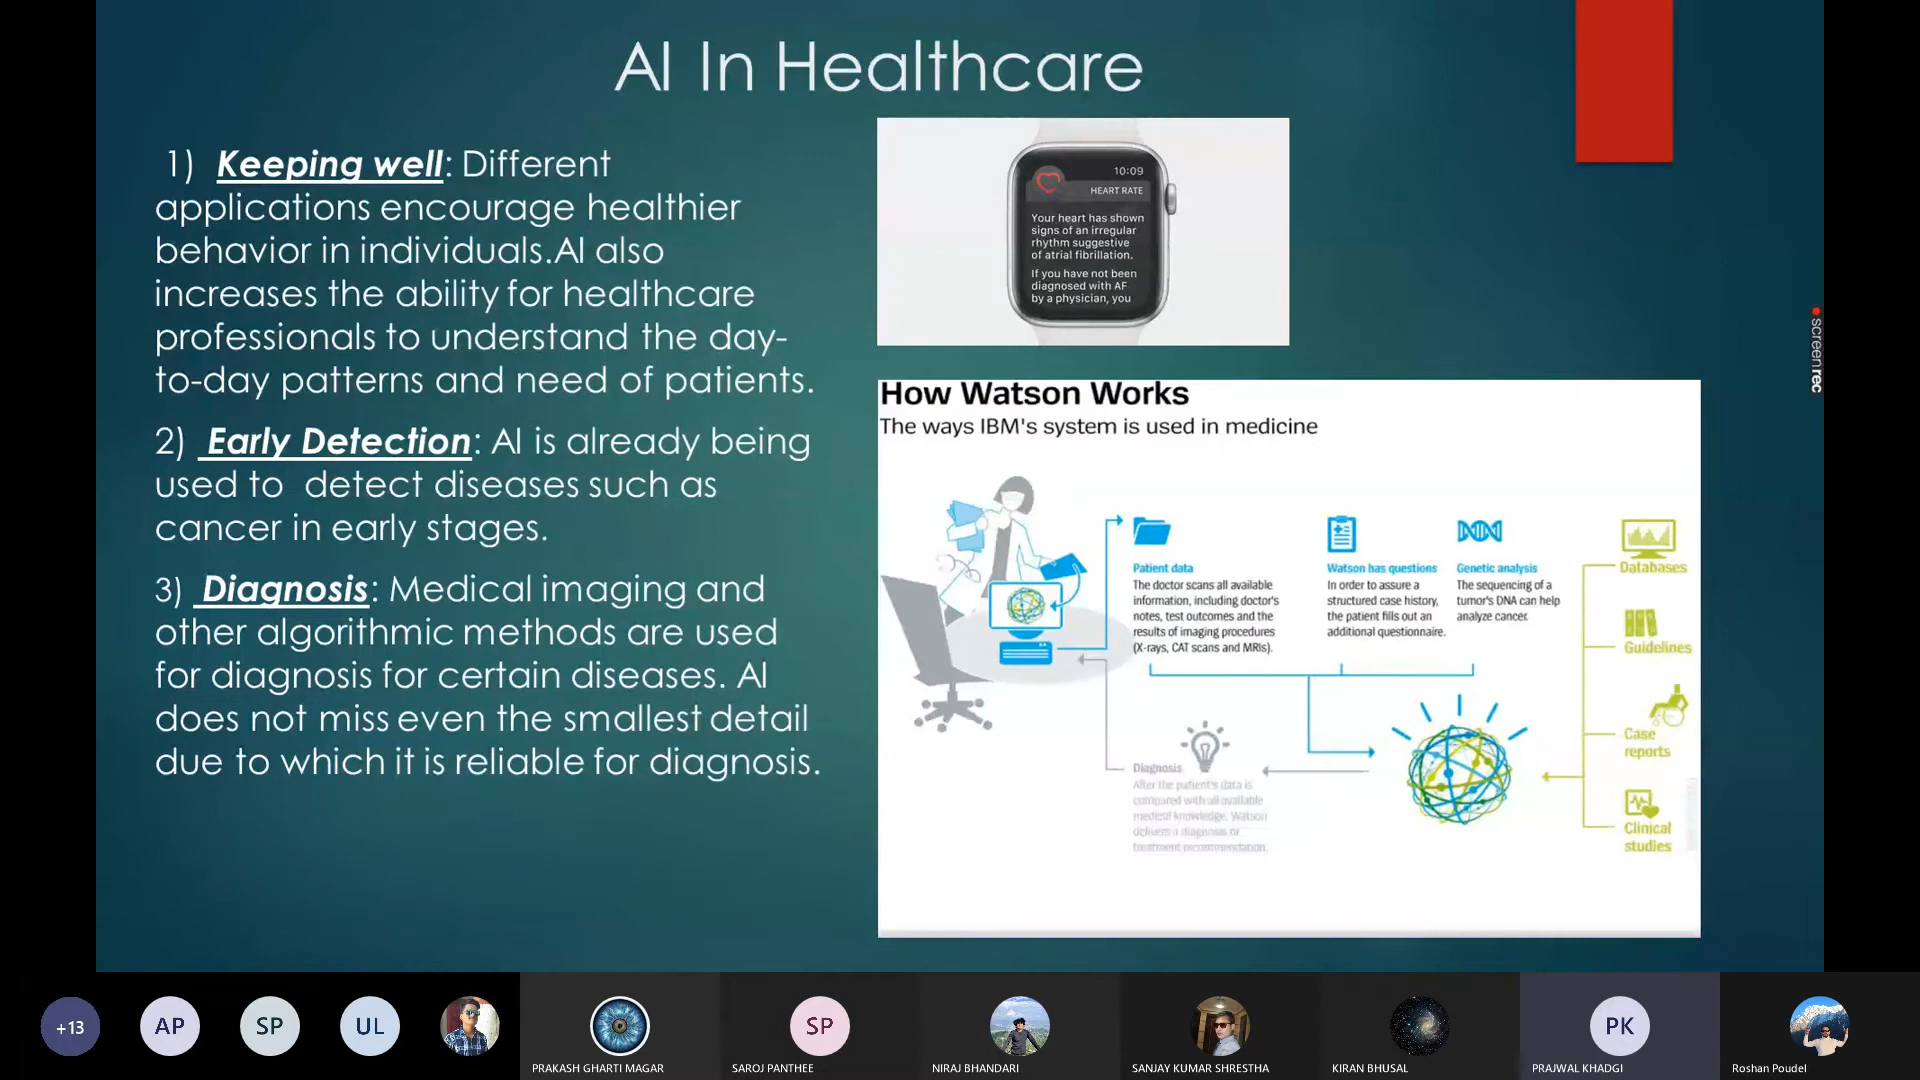 AI In Healthcare
1) Keeping well: Different
applications encourage healthier
behavior in individuals.AI also
increases the ability for healthcare
professionals to understand the day-
to-day patterns and need of patients.
2) Early Detection: AI is already being
used to detect diseases such as
cancer in early stages.
3) Diagnosis: Medical imaging and
other algorithmic methods are used
for diagnosis for certain diseases. AI
does not miss even the smallest detail
due to which it is reliable for diagnosis.
10:09
HEART RATE
Your heart has shown
signs of an irregular
rhythm suggestive
of atrial fibrillation.
If you have not been
diagnosed with AF
by a physician, you
How Watson Works
The ways IBM's system is used in medicine
Patient data
The doctor scans all available
information, including doctor's
notes, test outcomes and the
results of imaging procedures
(X-rays, CAT scans and MRIs).
Watson has questions
In order to assure a
structured case history,
the patient fills out an
additional questionnaire.
Genetic analysis
The sequencing of a
tumor's DNA can help
analyze cancer.
Databases
Guidelines
Case
reports
Clinical
studies
Diagnosis
After the patient's data is
compared with all available
medical knowledge, Watson
delivers a diagnosis or
treatment recommendation.
screenrec
+13
AP
SP
UL
PRAKASH GHARTI MAGAR
SP
SAROJ PANTHEE
NIRAJ BHANDARI
SANJAY KUMAR SHRESTHA
KIRAN BHUSAL
PK
PRAJWAL KHADGI
Roshan Poudel